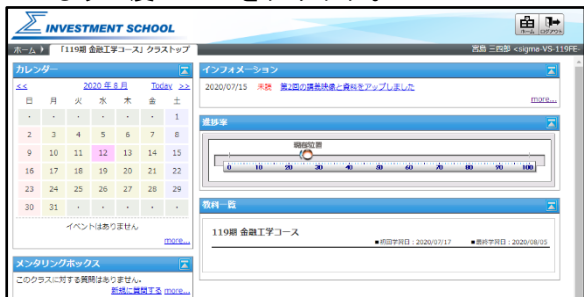 INVESTMENT SCHOOL
ホーム ログアウト
ホーム 「119期 金融工学コース」クラストップ
宮島 三四郎 <sigma-VS-119FE-
カレンダー
<< 2020年8月 Today >>
日 月 火 水 木 金 土
・ ・ ・ ・ ・ ・ 1
2 3 4 5 6 7 8
9 10 11 12 13 14 15
16 17 18 19 20 21 22
23 24 25 26 27 28 29
30 31 ・ ・ ・ ・ ・
イベントはありません
more...
メンタリングボックス
このクラスに対する質問はありません。
新規に質問する more...
インフォメーション
2020/07/15 未読 第2回の講義映像と資料をアップしました
more...
進捗率
現在位置
0 10 20 30 40 50 60 70 80 90 100
教科一覧
119期 金融工学コース
■初回学習日：2020/07/17 ■最終学習日：2020/08/05